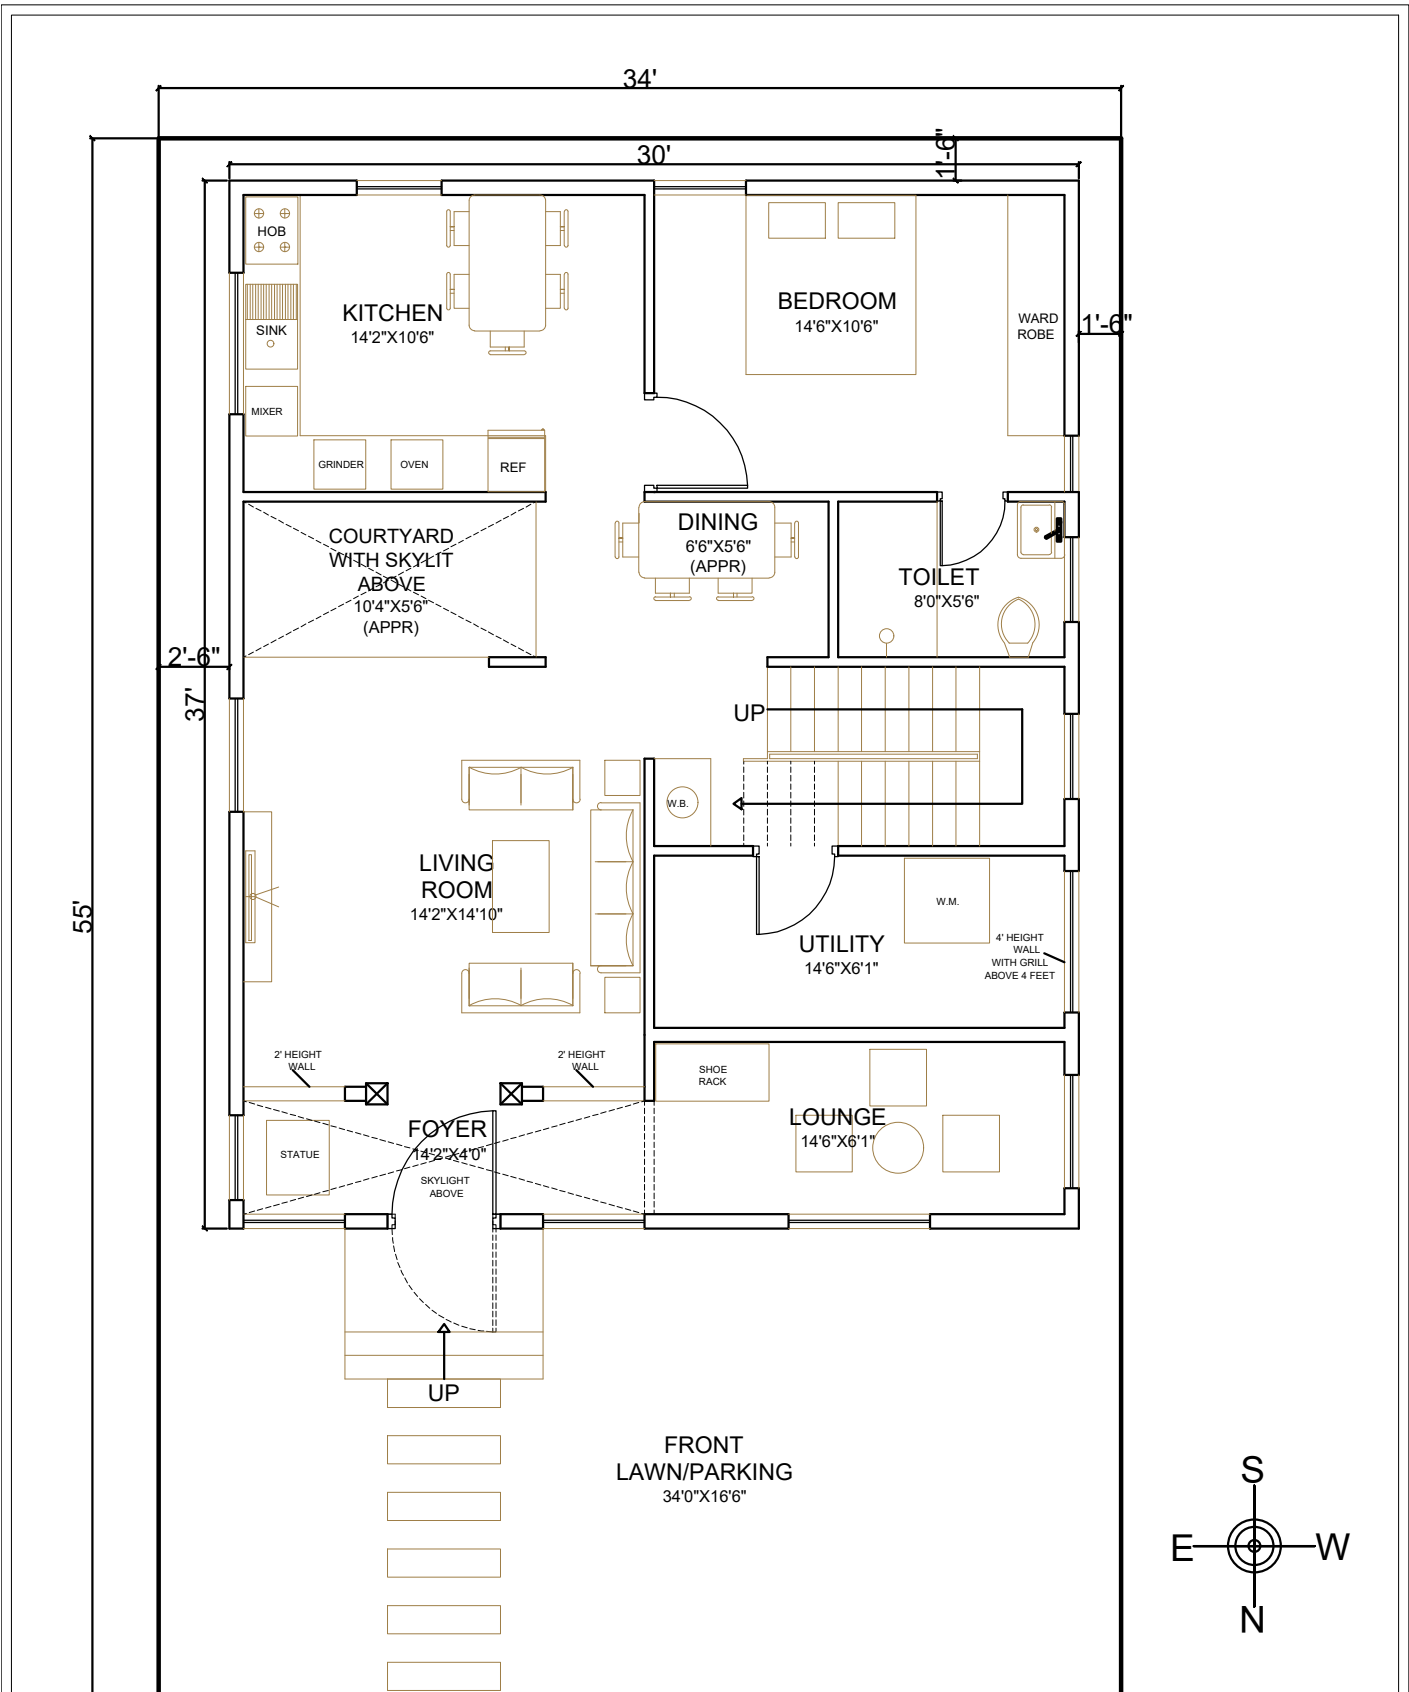 34'
30'
1'-6"
HOB
KITCHEN
14'2"X10'6"
SINK
MIXER
GRINDER
OVEN
REF
BEDROOM
14'6"X10'6"
WARD
ROBE
1'-6"
COURTYARD
WITH SKYLIT
ABOVE
10'4"X5'6"
(APPR)
DINING
6'6"X5'6"
(APPR)
TOILET
8'0"X5'6"
2'-6"
37'
55'
UP
W.B.
LIVING
ROOM
14'2"X14'10"
W.M.
UTILITY
14'6"X6'1"
4' HEIGHT
WALL
WITH GRILL
ABOVE 4 FEET
2' HEIGHT
WALL
2' HEIGHT
WALL
SHOE
RACK
LOUNGE
14'6"X6'1"
FOYER
14'2"X4'0"
SKYLIGHT
ABOVE
STATUE
UP
FRONT
LAWN/PARKING
34'0"X16'6"
S
E
W
N